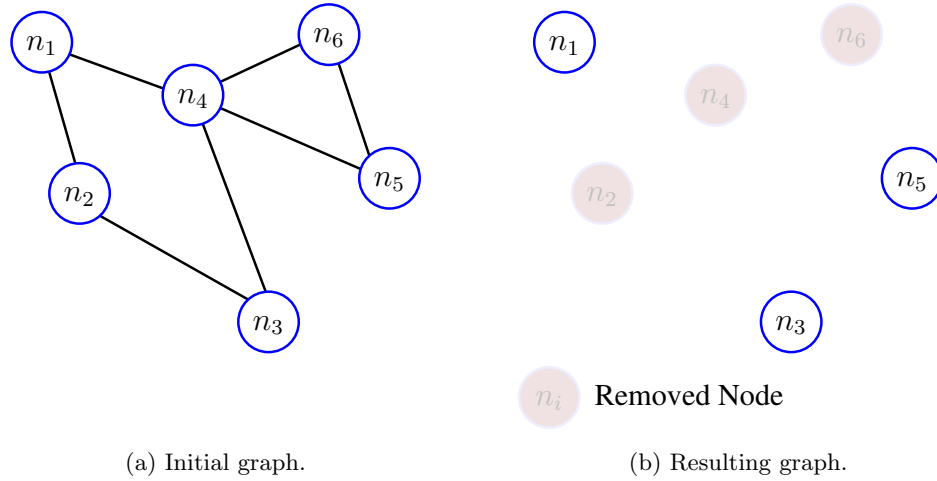 n₁
n₆
n₄
n₂
n₅
n₃
(a) Initial graph.
n₁
n₆
n₄
n₂
n₅
n₃
nᵢ Removed Node
(b) Resulting graph.